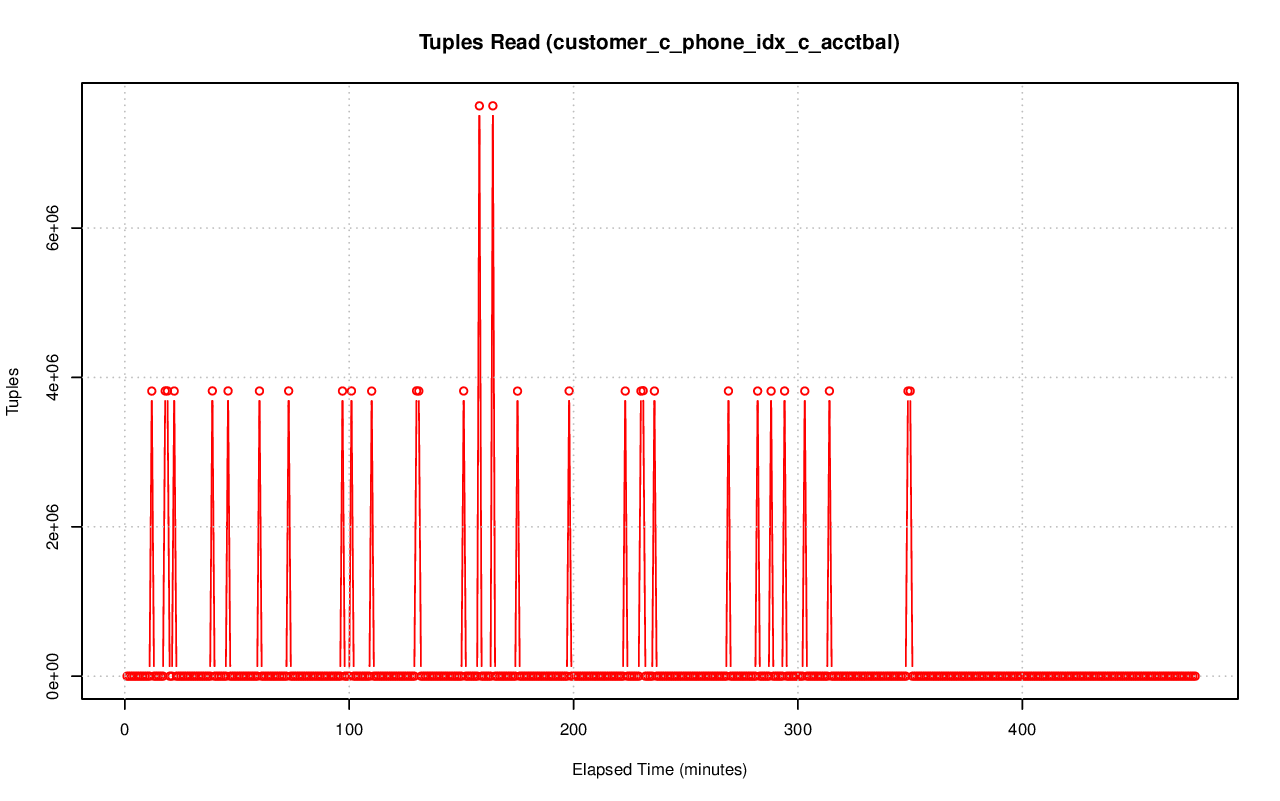 Tuples Read (customer_c_phone_idx_c_acctbal)
Tuples
6e+06
4e+06
2e+06
0e+00
0 100 200 300 400
Elapsed Time (minutes)